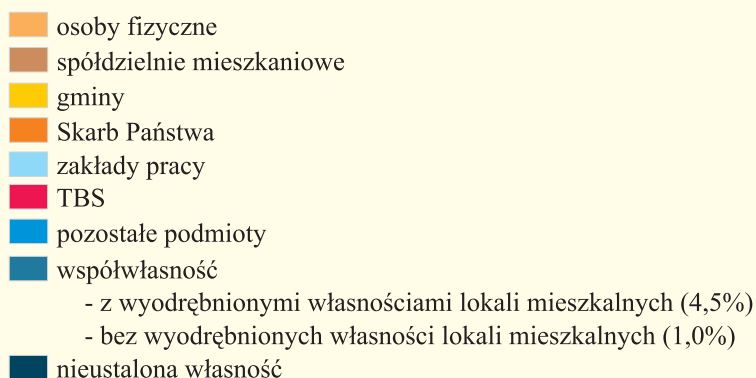 osoby fizyczne
spółdzielnie mieszkaniowe
gminy
Skarb Państwa
zakłady pracy
TBS
pozostałe podmioty
współwłasność
- z wyodrębnionymi własnościami lokali mieszkalnych (4,5%)
- bez wyodrębnionych własności lokali mieszkalnych (1,0%)
nieustalona własność